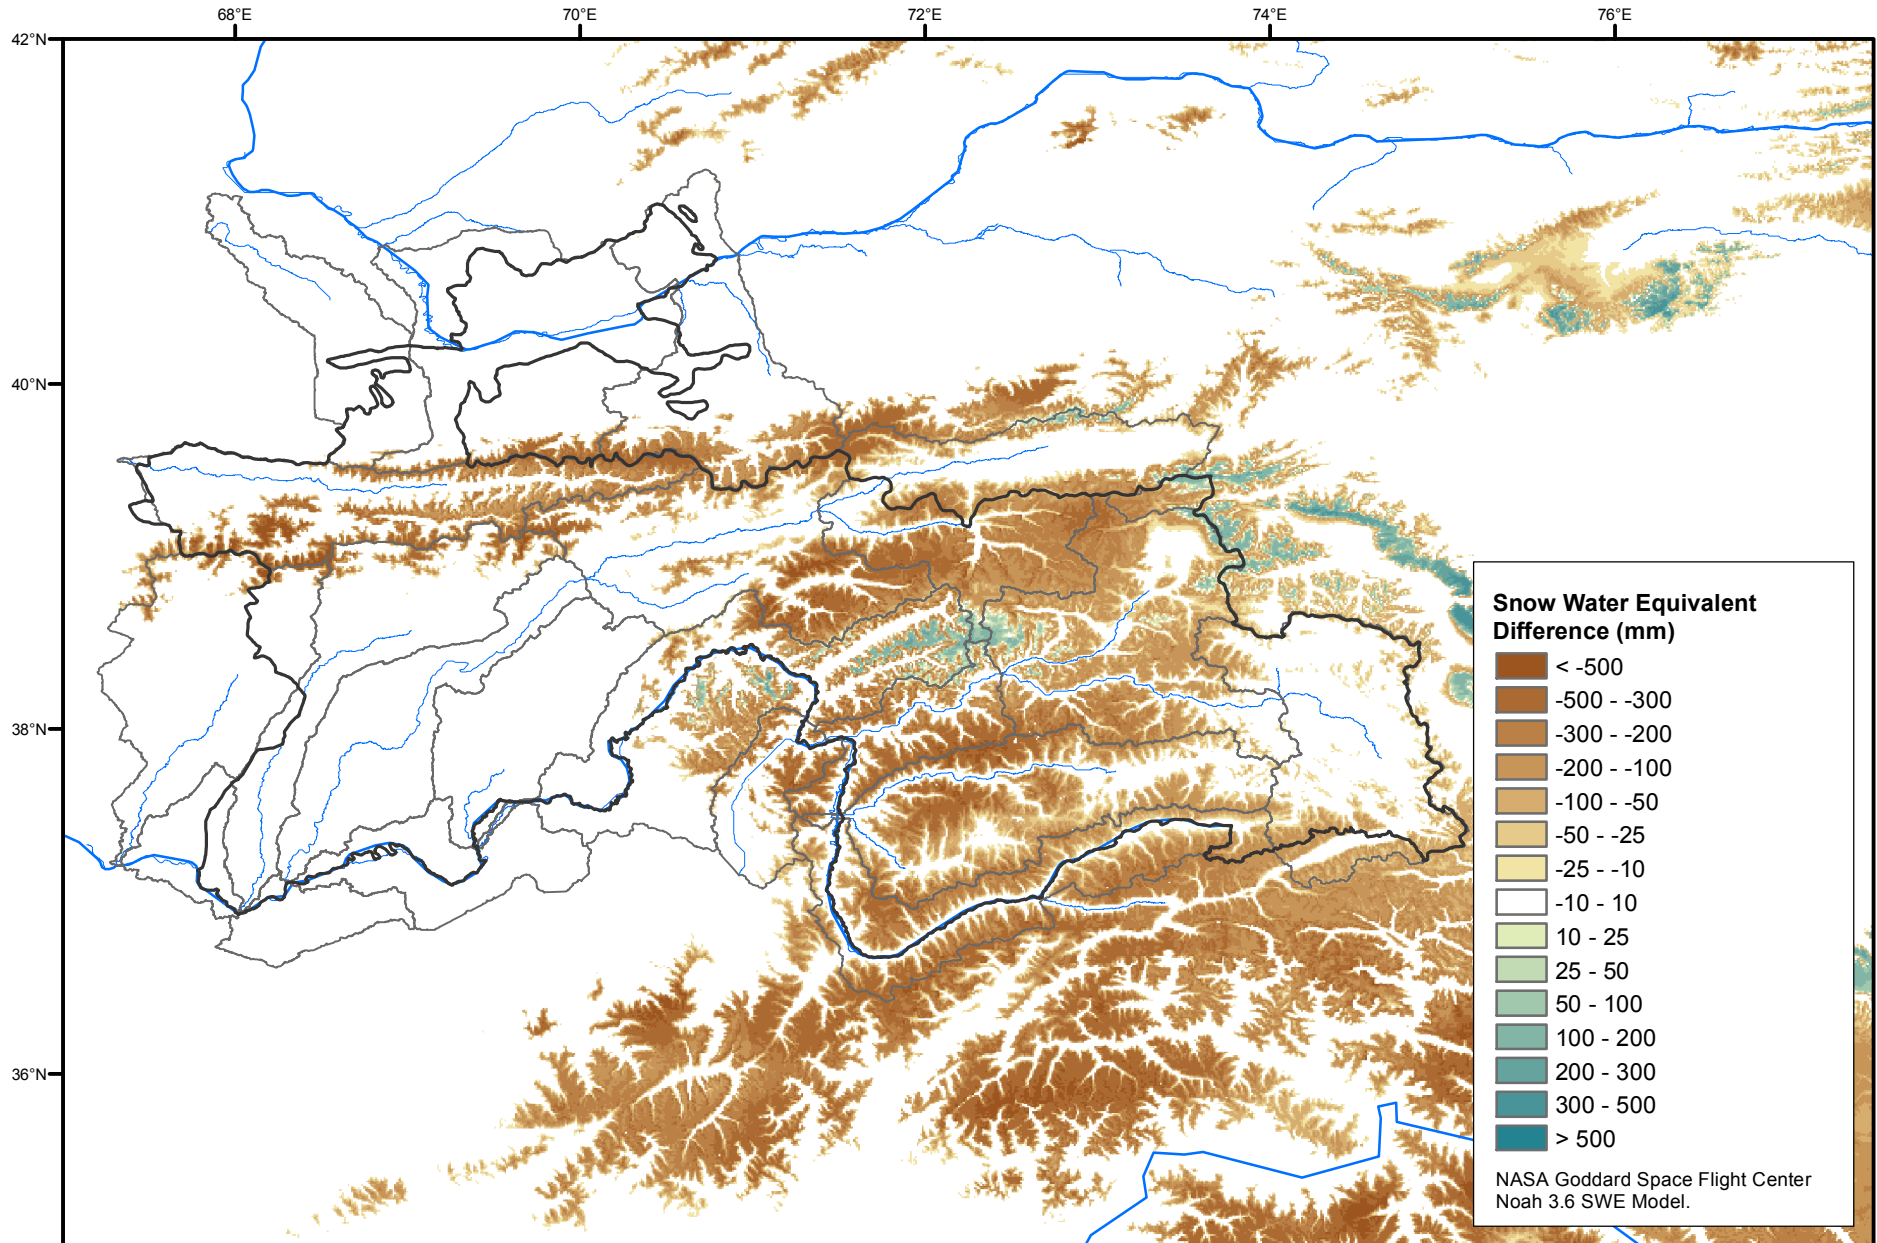 68°E
70°E
72°E
74°E
76°E
42°N
40°N
38°N
36°N
Snow Water Equivalent
Difference (mm)
< -500
-500 - -300
-300 - -200
-200 - -100
-100 - -50
-50 - -25
-25 - -10
-10 - 10
10 - 25
25 - 50
50 - 100
100 - 200
200 - 300
300 - 500
> 500
NASA Goddard Space Flight Center
Noah 3.6 SWE Model.